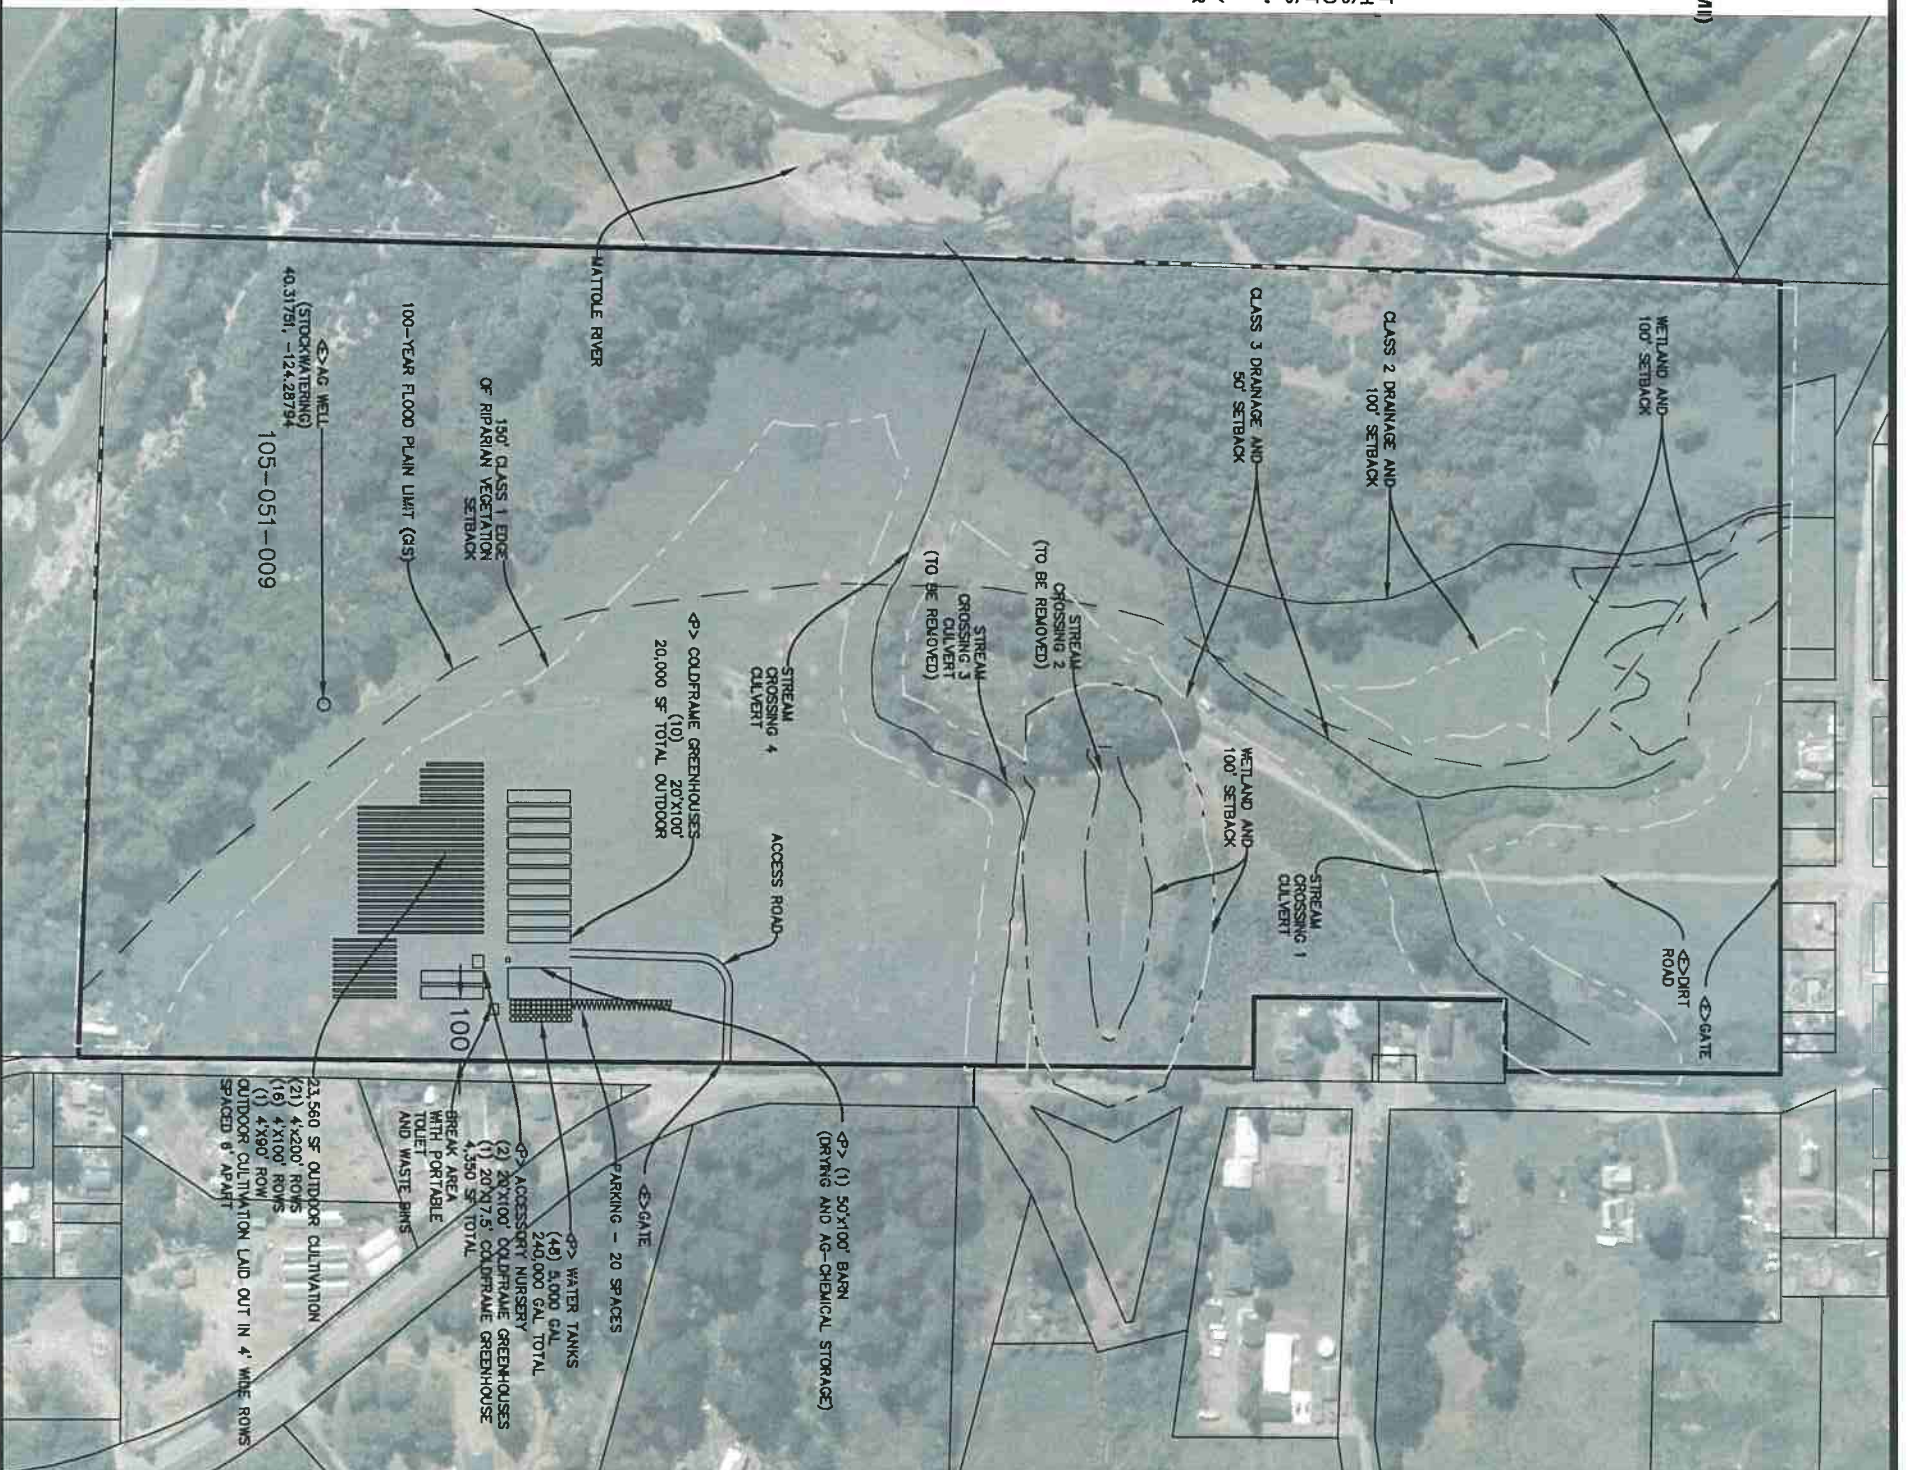 WETLAND AND
100' SETBACK
CLASS 2 DRAINAGE AND
100' SETBACK
CLASS 3 DRAINAGE AND
50' SETBACK
MATTOLE RIVER
<E>AG WELL
(STOCKWATERING)
40.31751, -124.28794
105-051-009
100-YEAR FLOOD PLAIN LIMIT (GIS)
150' CLASS 1 EDGE
OF RIPARIAN VEGETATION
SETBACK
STREAM
CROSSING 2
(TO BE REMOVED)
STREAM
CROSSING 3
CULVERT
(TO BE REMOVED)
STREAM
CROSSING 4
CULVERT
<P> COLDFRAME GREENHOUSES
(10) 20'X100'
20,000 SF TOTAL OUTDOOR
WETLAND AND
100' SETBACK
ACCESS ROAD
STREAM
CROSSING 1
CULVERT
<E>DIRT
ROAD
<E>GATE
100
<P> (1) 50'x100' BARN
(DRYING AND AG-CHEMICAL STORAGE)
<E>GATE
PARKING - 20 SPACES
<P> WATER TANKS
(48) 5,000 GAL
240,000 GAL TOTAL
<P> ACCESSORY NURSERY
(2) 20'X100' COLDFRAME GREENHOUSES
(1) 20'X17.5' COLDFRAME GREENHOUSE
4,350 SF TOTAL
BREAK AREA
WITH PORTABLE
TOLIET
AND WASTE BINS
23,560 SF OUTDOOR CULTIVATION
(21) 4'x200' ROWS
(16) 4'X100' ROWS
(1) 4'X90' ROW
OUTDOOR CULTIVATION LAID OUT IN 4' WIDE ROWS
SPACED 6' APART